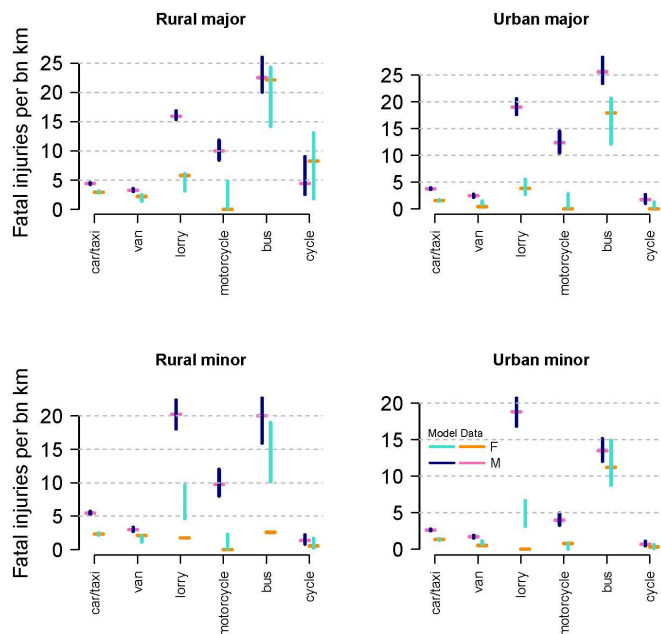 Rural major
Fatal injuries per bn km
25
20
15
10
5
0
car/taxi
van
lorry
motorcycle
bus
cycle
Urban major
25
20
15
10
5
0
car/taxi
van
lorry
motorcycle
bus
cycle
Rural minor
Fatal injuries per bn km
20
15
10
5
0
car/taxi
van
lorry
motorcycle
bus
cycle
Urban minor
20
15
10
5
0
Model Data
F
M
car/taxi
van
lorry
motorcycle
bus
cycle